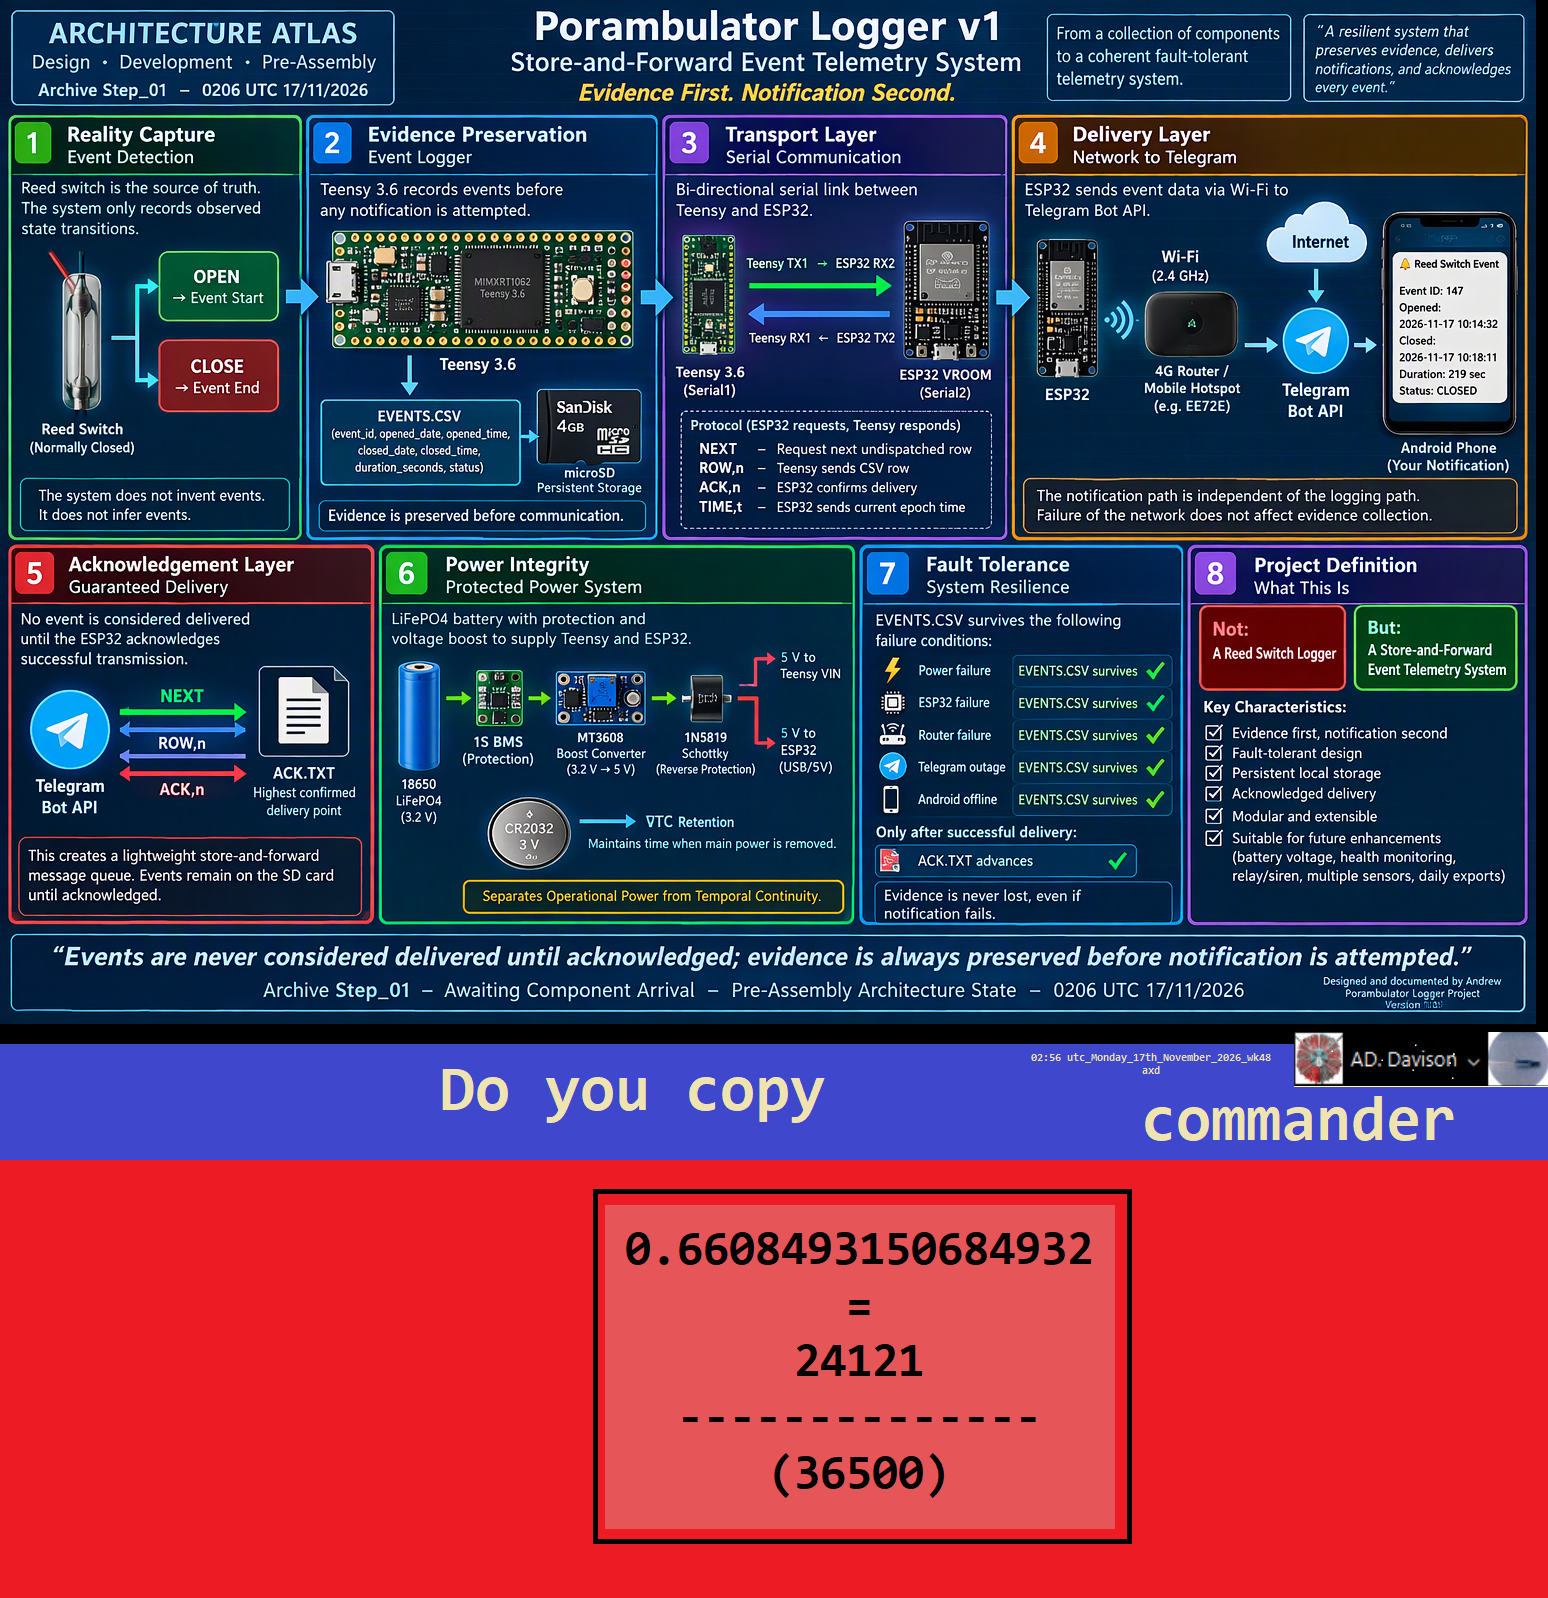 ARCHITECTURE ATLAS
Design • Development • Pre-Assembly
Archive Step_01 – 0206 UTC 17/11/2026
Porambulator Logger v1
Store-and-Forward Event Telemetry System
Evidence First. Notification Second.
From a collection of components
to a coherent fault-tolerant
telemetry system.
“A resilient system that
preserves evidence, delivers
notifications, and acknowledges
every event.”
1 Reality Capture
Event Detection
Reed switch is the source of truth.
The system only records observed
state transitions.
OPEN
→ Event Start
CLOSE
→ Event End
Reed Switch
(Normally Closed)
The system does not invent events.
It does not infer events.
2 Evidence Preservation
Event Logger
Teensy 3.6 records events before
any notification is attempted.
MIMXRT1062
Teensy 3.6
Teensy 3.6
EVENTS.CSV
(event_id, opened_date, opened_time,
closed_date, closed_time,
duration_seconds, status)
SanDisk
4GB
micro
HC
microSD
Persistent Storage
Evidence is preserved before communication.
3 Transport Layer
Serial Communication
Bi-directional serial link between
Teensy and ESP32.
Teensy TX1 → ESP32 RX2
Teensy RX1 ← ESP32 TX2
Teensy 3.6
(Serial1)
ESP32 VROOM
(Serial2)
Protocol (ESP32 requests, Teensy responds)
NEXT – Request next undispatched row
ROW,n – Teensy sends CSV row
ACK,n – ESP32 confirms delivery
TIME,t – ESP32 sends current epoch time
4 Delivery Layer
Network to Telegram
ESP32 sends event data via Wi-Fi to
Telegram Bot API.
ESP32
Wi-Fi
(2.4 GHz)
4G Router /
Mobile Hotspot
(e.g. EE72E)
Internet
Telegram
Bot API
Reed Switch Event
Event ID: 147
Opened:
2026-11-17 10:14:32
Closed:
2026-11-17 10:18:11
Duration: 219 sec
Status: CLOSED
Android Phone
(Your Notification)
The notification path is independent of the logging path.
Failure of the network does not affect evidence collection.
5 Acknowledgement Layer
Guaranteed Delivery
No event is considered delivered
until the ESP32 acknowledges
successful transmission.
Telegram
Bot API
NEXT
ROW,n
ACK,n
ACK.TXT
Highest confirmed
delivery point
This creates a lightweight store-and-forward
message queue. Events remain on the SD card
until acknowledged.
6 Power Integrity
Protected Power System
LiFePO4 battery with protection and
voltage boost to supply Teensy and ESP32.
18650
LiFePO4
(3.2 V)
1S BMS
(Protection)
MT3608
Boost Converter
(3.2 V → 5 V)
1N5819
Schottky
(Reverse Protection)
5 V to
Teensy VIN
5 V to
ESP32
(USB/5V)
CR2032
3 V
∇TC Retention
Maintains time when main power is removed.
Separates Operational Power from Temporal Continuity.
7 Fault Tolerance
System Resilience
EVENTS.CSV survives the following
failure conditions:
Power failure EVENTS.CSV survives ✓
ESP32 failure EVENTS.CSV survives ✓
Router failure EVENTS.CSV survives ✓
Telegram outage EVENTS.CSV survives ✓
Android offline EVENTS.CSV survives ✓
Only after successful delivery:
ACK.TXT advances ✓
Evidence is never lost, even if
notification fails.
8 Project Definition
What This Is
Not:
A Reed Switch Logger
But:
A Store-and-Forward
Event Telemetry System
Key Characteristics:
Evidence first, notification second
Fault-tolerant design
Persistent local storage
Acknowledged delivery
Modular and extensible
Suitable for future enhancements
(battery voltage, health monitoring,
relay/siren, multiple sensors, daily exports)
“Events are never considered delivered until acknowledged; evidence is always preserved before notification is attempted.”
Archive Step_01 – Awaiting Component Arrival – Pre-Assembly Architecture State – 0206 UTC 17/11/2026
Designed and documented by Andrew
Porambulator Logger Project
Version
02:56 utc_Monday_17th_November_2026_wk48
axd
AD. Davison
Do you copy
commander
0.6608493150684932
=
24121
--------------
(36500)